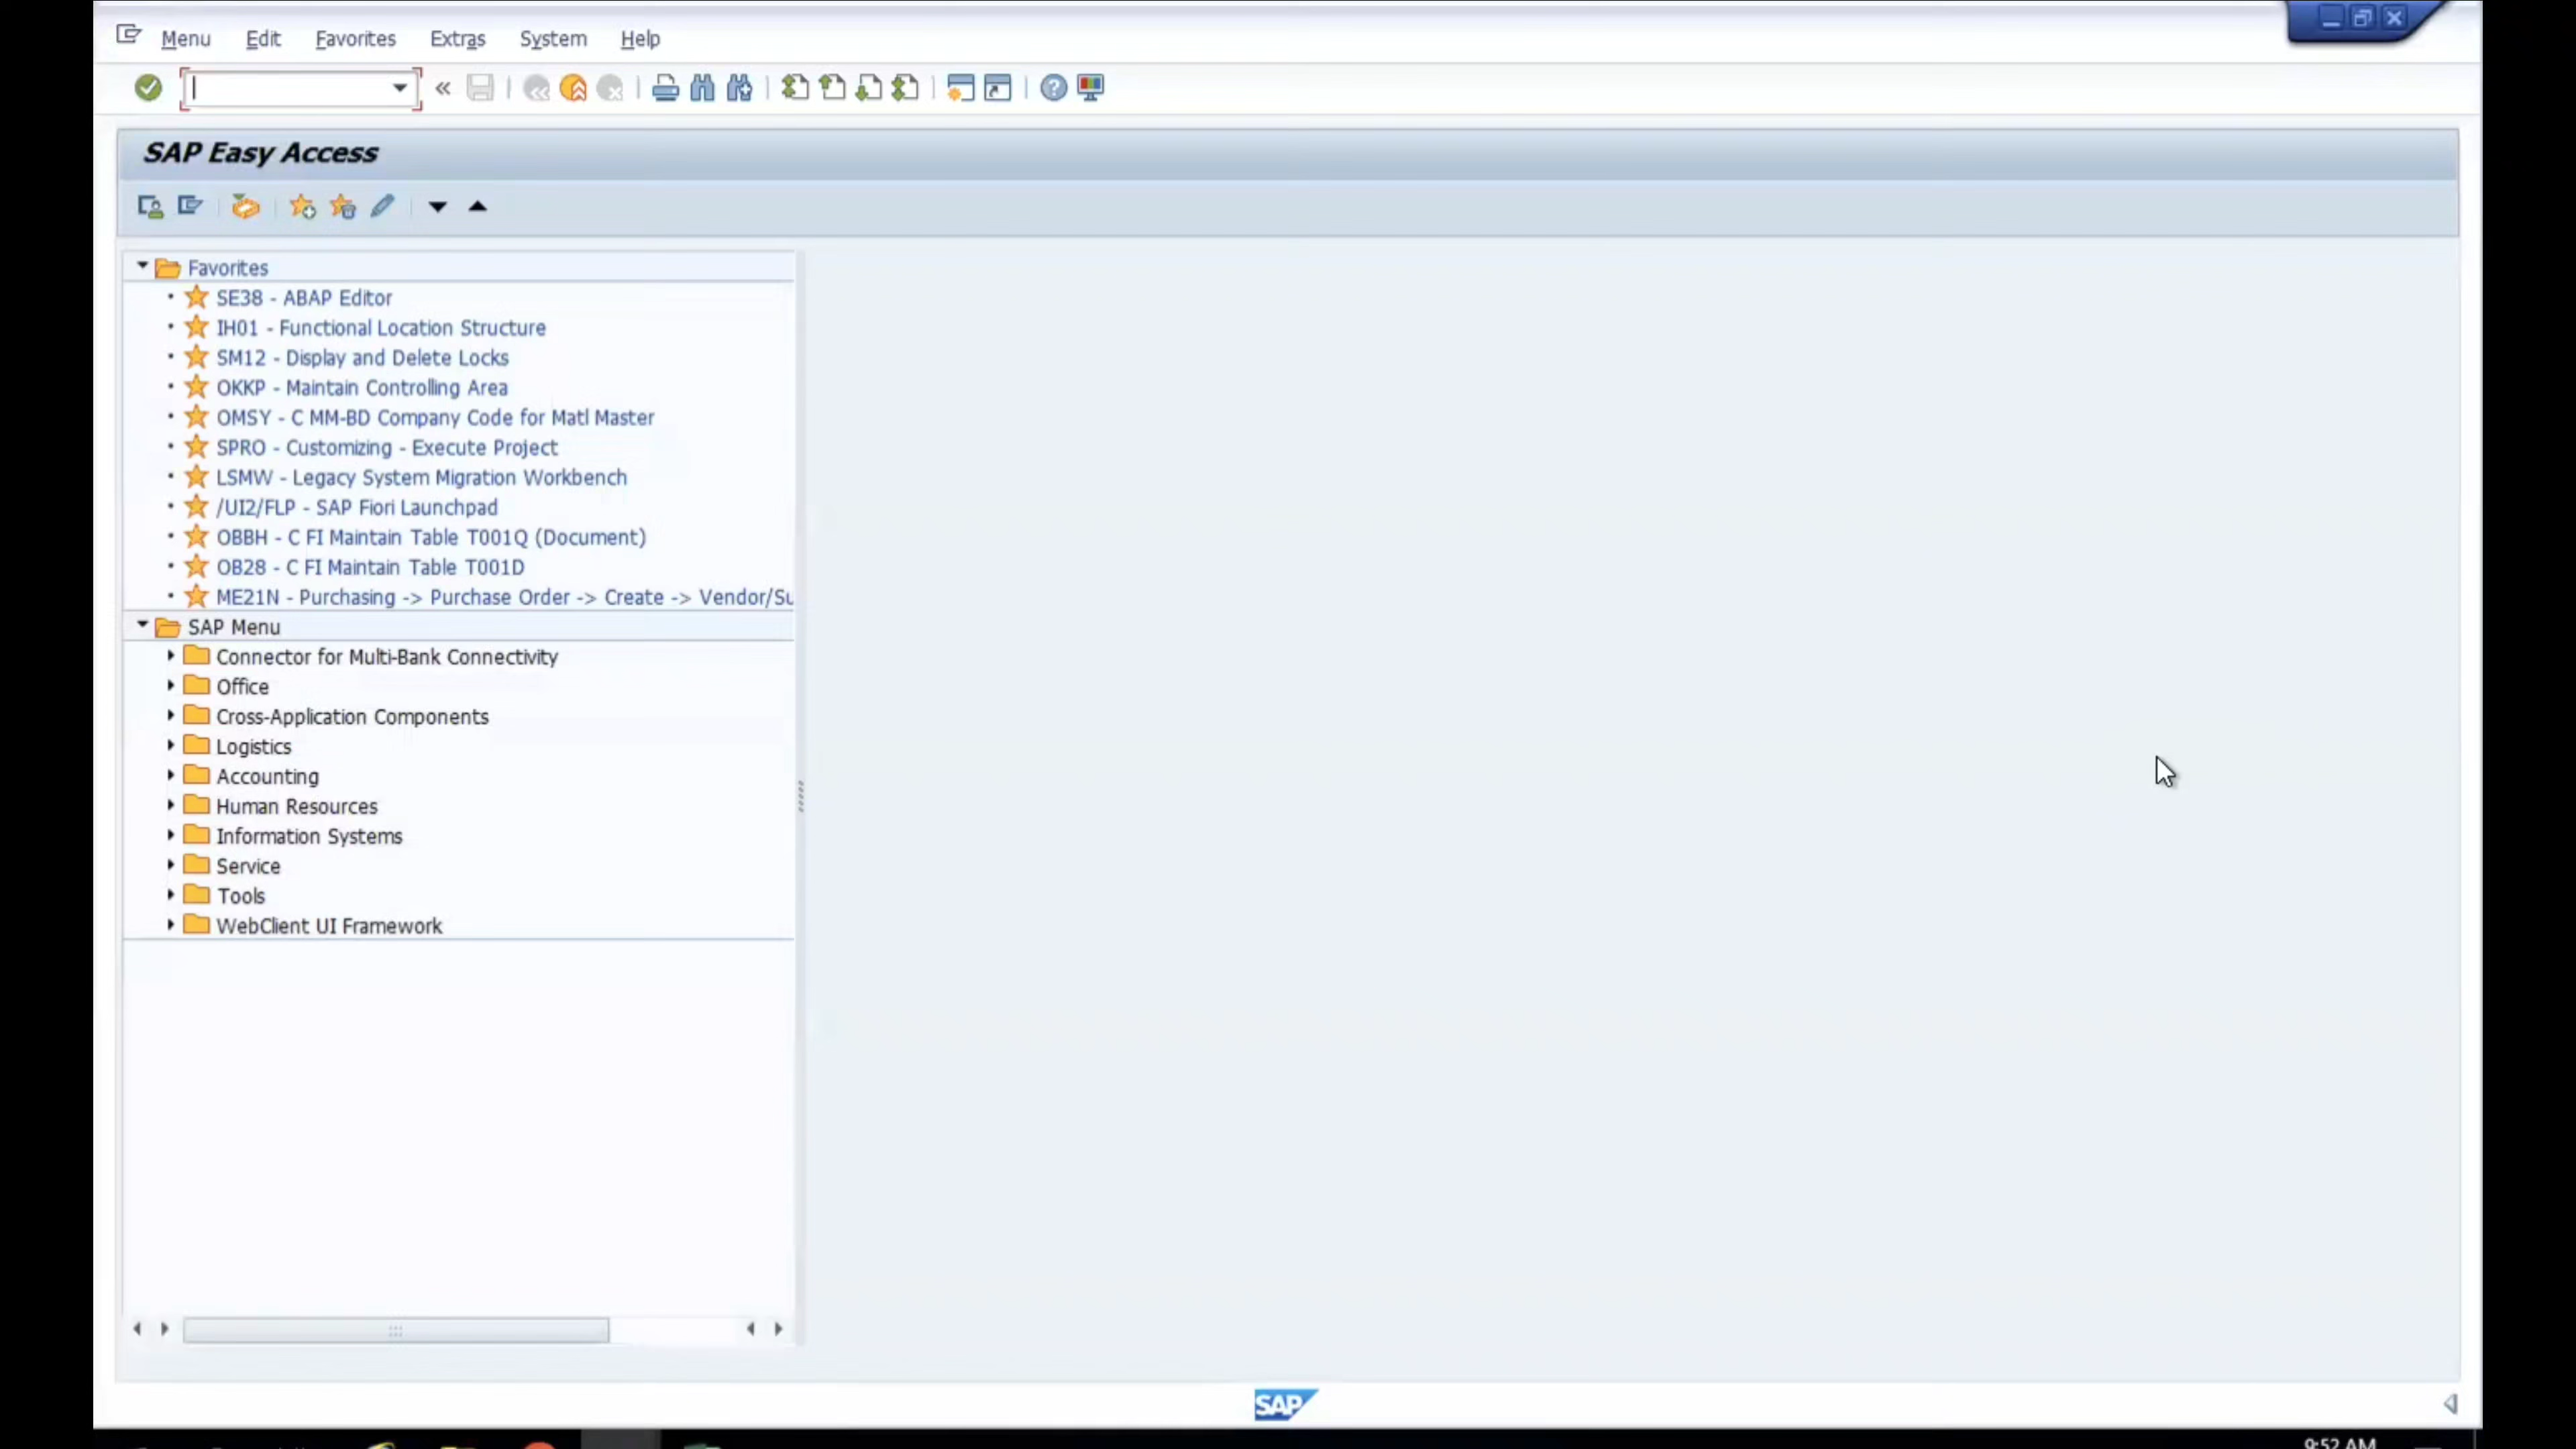 Menu Edit Favorites Extras System Help
SAP Easy Access
Favorites
SE38 - ABAP Editor
IH01 - Functional Location Structure
SM12 - Display and Delete Locks
OKKP - Maintain Controlling Area
OMSY - C MM-BD Company Code for Matl Master
SPRO - Customizing - Execute Project
LSMW - Legacy System Migration Workbench
/UI2/FLP - SAP Fiori Launchpad
OBBH - C FI Maintain Table T001Q (Document)
OB28 - C FI Maintain Table T001D
ME21N - Purchasing -> Purchase Order -> Create -> Vendor/Su
SAP Menu
Connector for Multi-Bank Connectivity
Office
Cross-Application Components
Logistics
Accounting
Human Resources
Information Systems
Service
Tools
WebClient UI Framework
SAP
9:52 AM